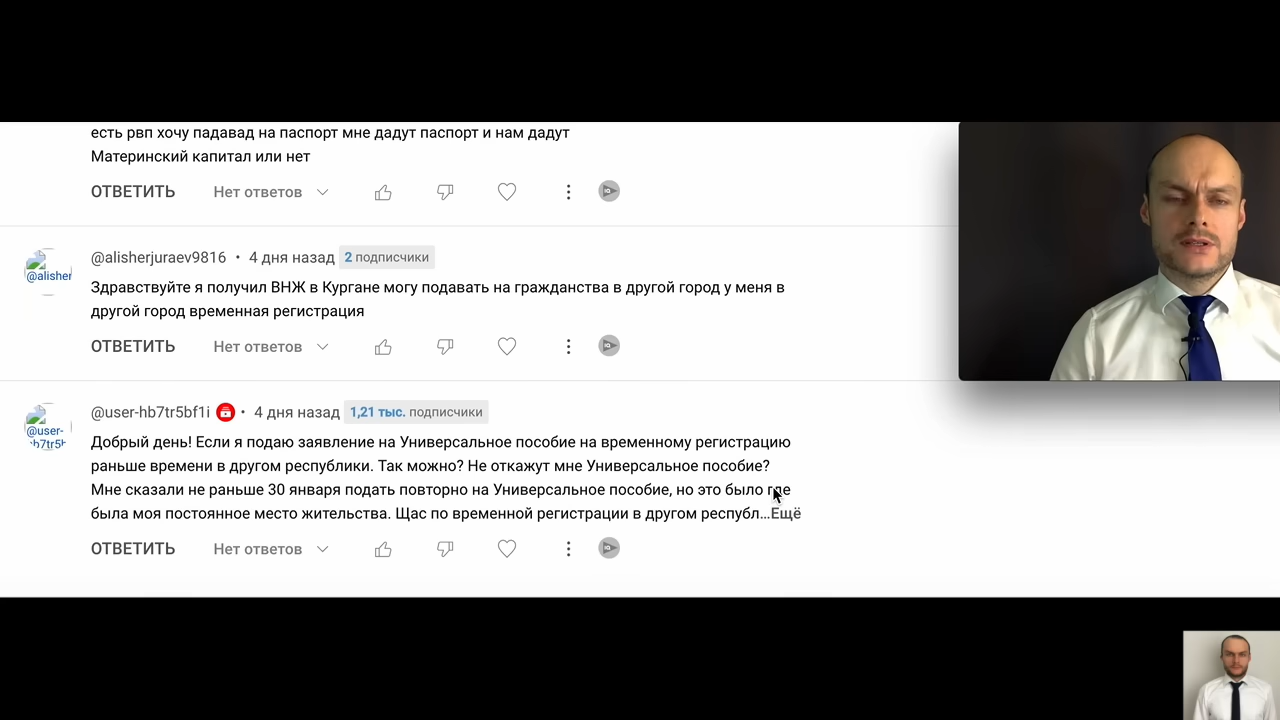 есть рвп хочу падавад на паспорт мне дадут паспорт и нам дадут
Материнский капитал или нет
ОТВЕТИТЬ Нет ответов
@alisherjuraev9816 • 4 дня назад 2 подписчики
@alisher
Здравствуйте я получил ВНЖ в Кургане могу подавать на гражданства в другой город у меня в
другой город временная регистрация
ОТВЕТИТЬ Нет ответов
@user-hb7tr5bf1i • 4 дня назад 1,21 тыс. подписчики
@user-
Добрый день! Если я подаю заявление на Универсальное пособие на временному регистрацию
раньше времени в другом республики. Так можно? Не откажут мне Универсальное пособие?
Мне сказали не раньше 30 января подать повторно на Универсальное пособие, но это было где
была моя постоянное место жительства. Щас по временной регистрации в другом республ...Ещё
ОТВЕТИТЬ Нет ответов